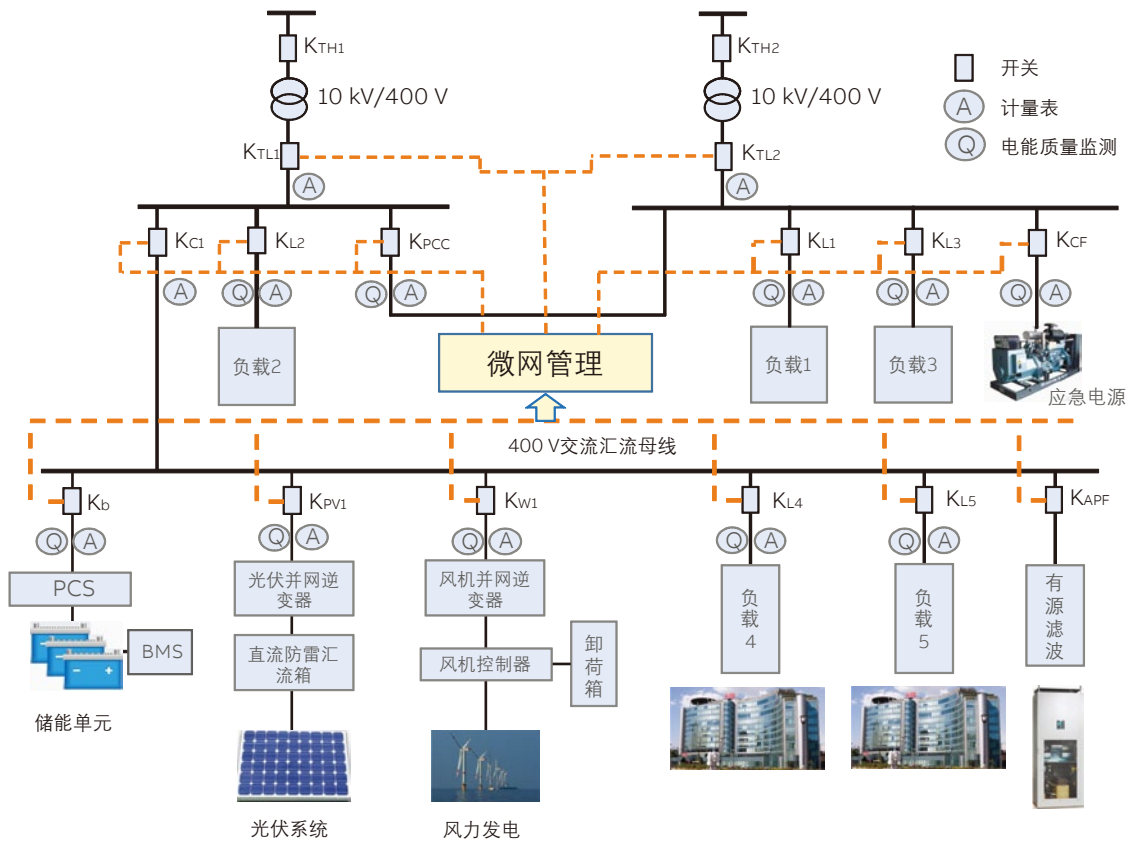 KTH1
KTH2
开关
10 kV/400 V
10 kV/400 V
A 计量表
Q 电能质量监测
KTL1
KTL2
A
A
KC1
KL2
KPCC
KL1
KL3
KCF
A
Q A
Q A
Q A
Q A
Q A
负载2
微网管理
负载1
负载3
应急电源
400 V交流汇流母线
Kb
KPV1
KW1
KL4
KL5
KAPF
Q A
Q A
Q A
Q A
Q A
PCS
光伏并网逆
变器
风机并网逆
变器
负
载
4
负
载
5
有
源
滤
波
BMS
直流防雷汇
流箱
风机控制器
卸
荷
箱
− +
储能单元
光伏系统
风力发电